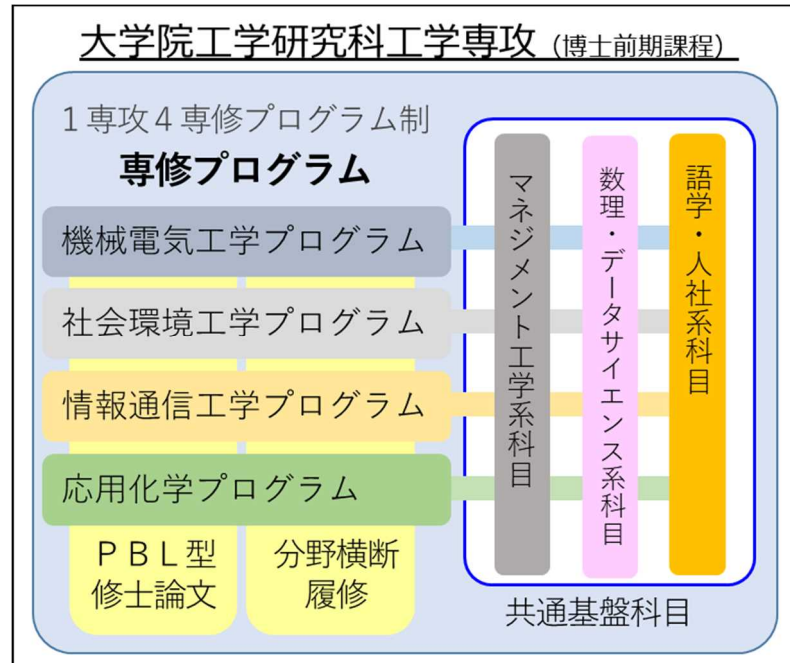 大学院工学研究科工学専攻（博士前期課程）
１専攻４専修プログラム制
専修プログラム
機械電気工学プログラム
社会環境工学プログラム
情報通信工学プログラム
応用化学プログラム
ＰＢＬ型
修士論文
分野横断
履修
マネジメント工学系科目
数理・データサイエンス系科目
語学・人社系科目
共通基盤科目